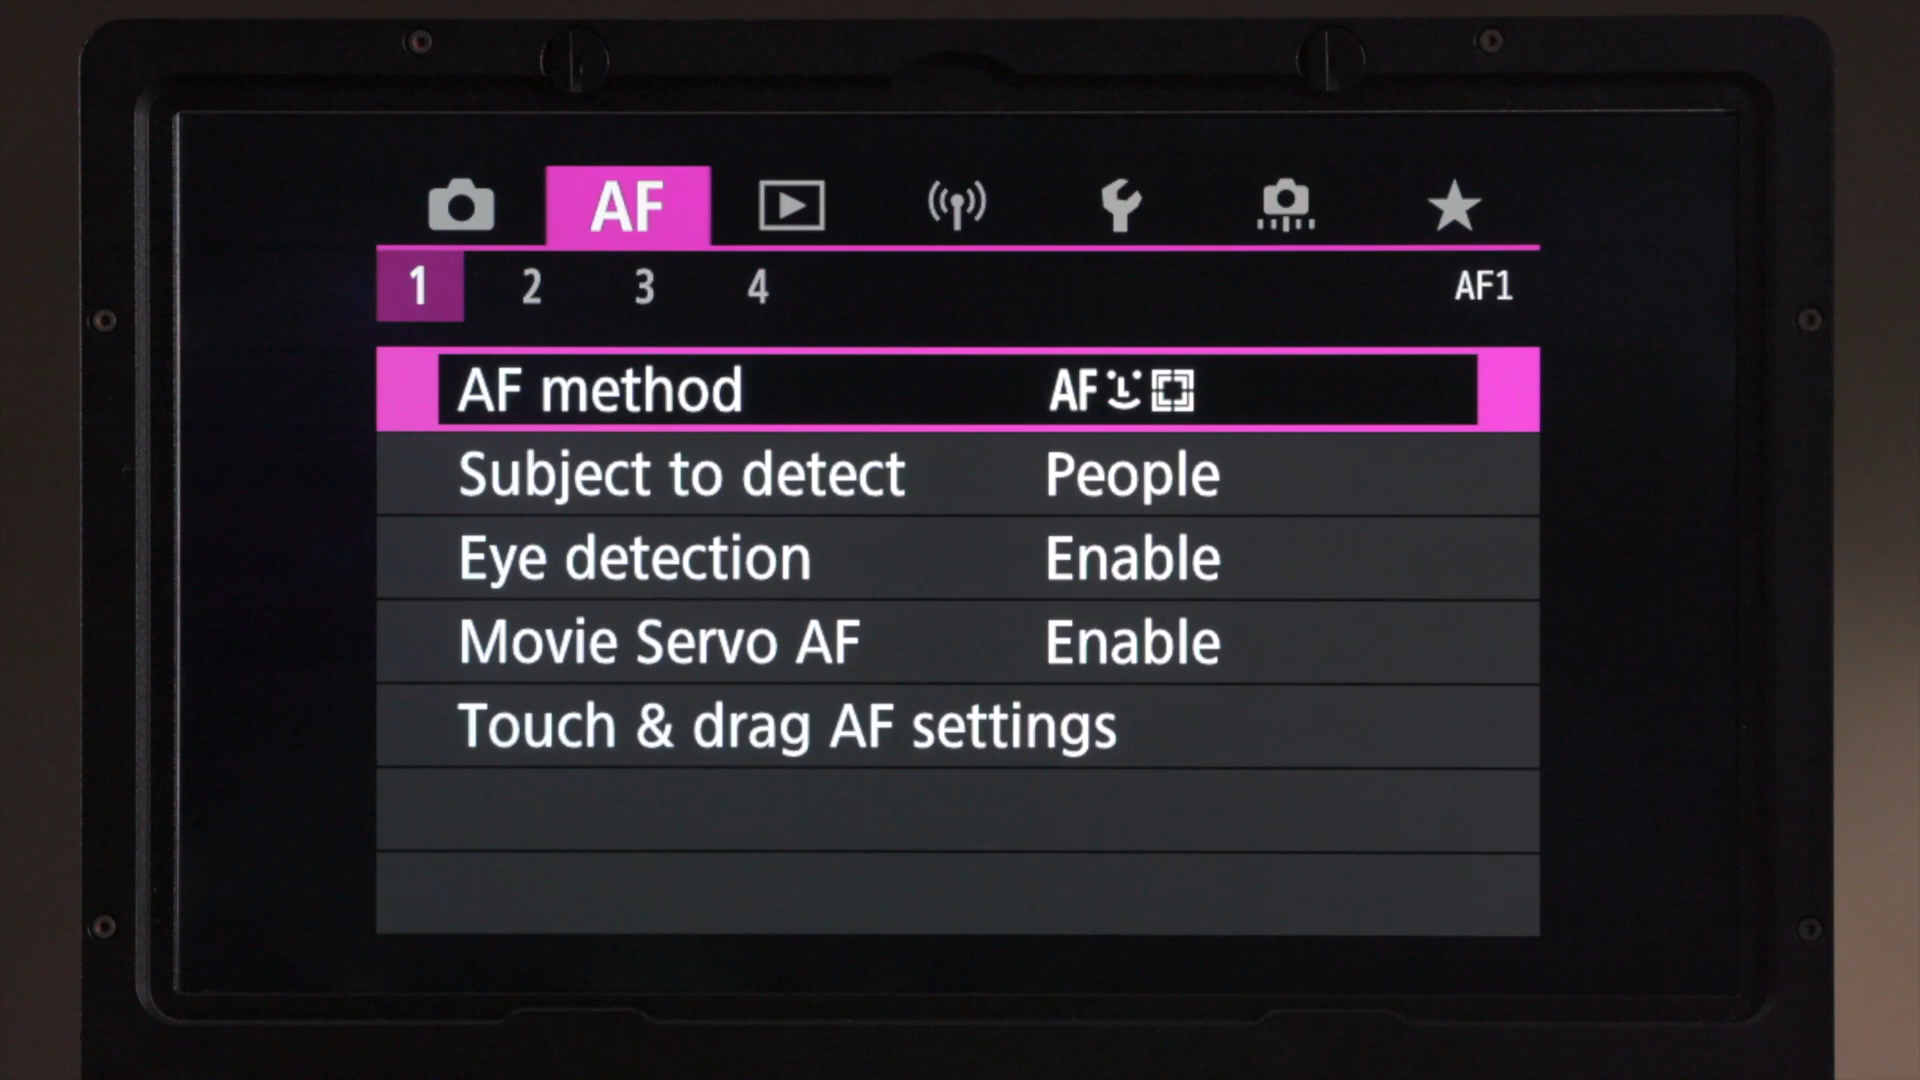 AF
1 2 3 4 AF1
AF method AF
Subject to detect People
Eye detection Enable
Movie Servo AF Enable
Touch & drag AF settings